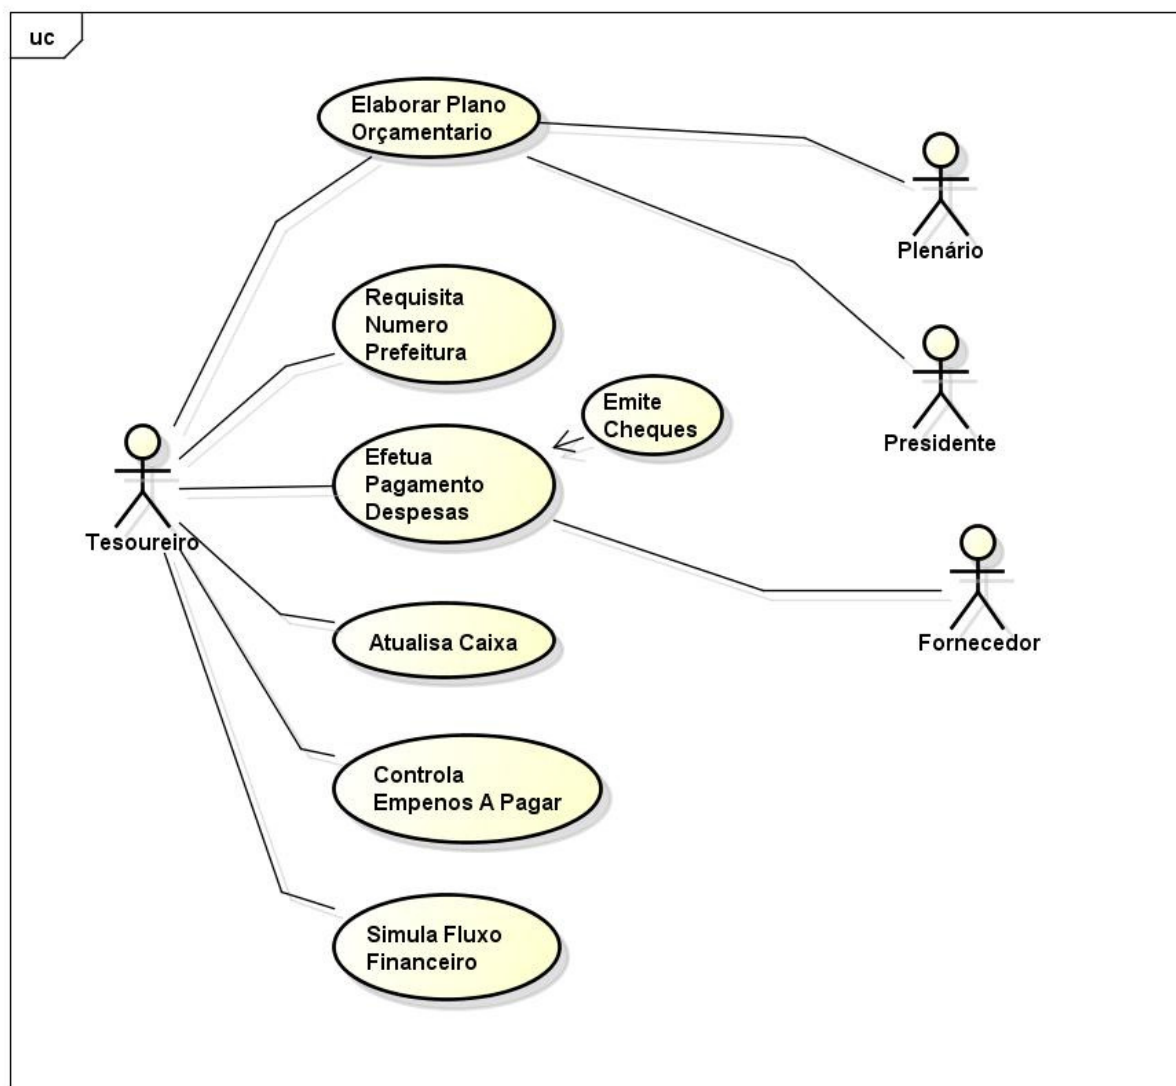 uc
Elaborar Plano
Orçamentario
Plenário
Requisita
Numero
Prefeitura
Presidente
Emite
Cheques
Efetua
Pagamento
Despesas
Tesoureiro
Fornecedor
Atualisa Caixa
Controla
Empenos A Pagar
Simula Fluxo
Financeiro